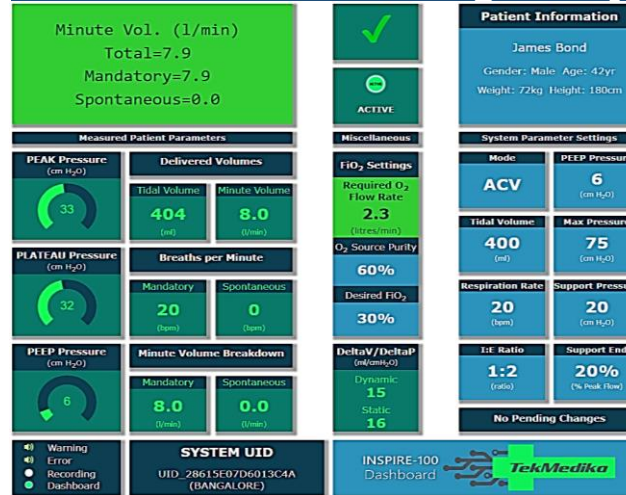 Minute Vol. (l/min)
Total=7.9
Mandatory=7.9
Spontaneous=0.0
ACTIVE
ACTIVE
Patient Information
James Bond
Gender: Male Age: 42yr
Weight: 72kg Height: 180cm
Measured Patient Parameters
Miscellaneous
System Parameter Settings
PEAK Pressure
(cm H₂O)
33
Delivered Volumes
Tidal Volume
404
(ml)
Minute Volume
8.0
(l/min)
PLATEAU Pressure
(cm H₂O)
32
Breaths per Minute
Mandatory
20
(bpm)
Spontaneous
0
(bpm)
PEEP Pressure
(cm H₂O)
6
Minute Volume Breakdown
Mandatory
8.0
(l/min)
Spontaneous
0.0
(l/min)
FiO₂ Settings
Required O₂
Flow Rate
2.3
(litres/min)
O₂ Source Purity
60%
Desired FiO₂
30%
DeltaV/DeltaP
(ml/cmH₂O)
Dynamic
15
Static
16
Mode
ACV
PEEP Pressur
6
(cm H₂O)
Tidal Volume
400
(ml)
Max Pressur
75
(cm H₂O)
Respiration Rate
20
(bpm)
Support Pressu
20
(cm H₂O)
I:E Ratio
1:2
(ratio)
Support End
20%
(% Peak Flow)
No Pending Changes
Warning
Error
Recording
Dashboard
SYSTEM UID
UID_28615E07D6013C4A
(BANGALORE)
INSPIRE-100
Dashboard
TekMedika